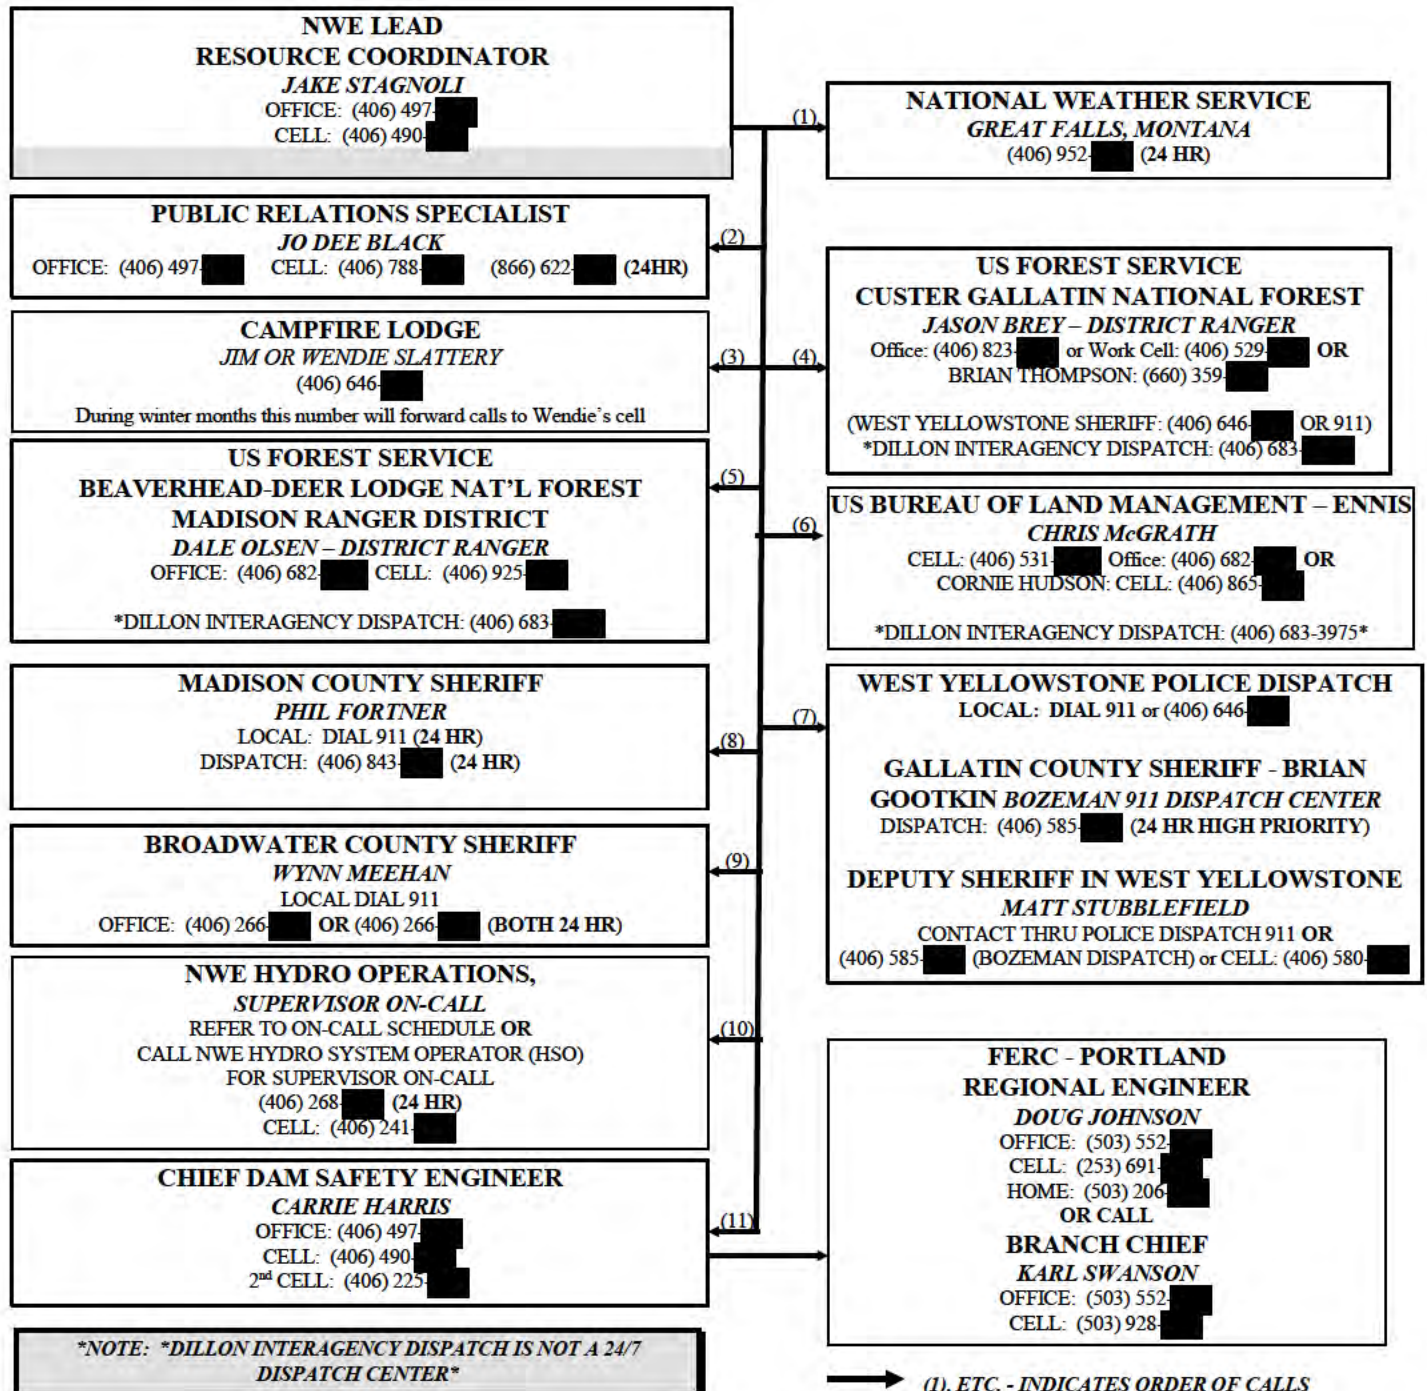 NWE LEAD
RESOURCE COORDINATOR
JAKE STAGNOLI
OFFICE: (406) 497-
CELL: (406) 490-
(1)
NATIONAL WEATHER SERVICE
GREAT FALLS, MONTANA
(406) 952- (24 HR)
PUBLIC RELATIONS SPECIALIST
JO DEE BLACK
OFFICE: (406) 497- CELL: (406) 788- (866) 622- (24HR)
(2)
CAMPFIRE LODGE
JIM OR WENDIE SLATTERY
(406) 646-
During winter months this number will forward calls to Wendie's cell
(3)
(4)
US FOREST SERVICE
CUSTER GALLATIN NATIONAL FOREST
JASON BREY – DISTRICT RANGER
Office: (406) 823- or Work Cell: (406) 529- OR
BRIAN THOMPSON: (660) 359-
(WEST YELLOWSTONE SHERIFF: (406) 646- OR 911)
*DILLON INTERAGENCY DISPATCH: (406) 683-
US FOREST SERVICE
BEAVERHEAD-DEER LODGE NAT'L FOREST
MADISON RANGER DISTRICT
DALE OLSEN – DISTRICT RANGER
OFFICE: (406) 682- CELL: (406) 925-
*DILLON INTERAGENCY DISPATCH: (406) 683-
(5)
(6)
US BUREAU OF LAND MANAGEMENT – ENNIS
CHRIS McGRATH
CELL: (406) 531- Office: (406) 682- OR
CORNIE HUDSON: CELL: (406) 865-
*DILLON INTERAGENCY DISPATCH: (406) 683-3975*
(7)
WEST YELLOWSTONE POLICE DISPATCH
LOCAL: DIAL 911 or (406) 646-
GALLATIN COUNTY SHERIFF - BRIAN
GOOTKIN BOZEMAN 911 DISPATCH CENTER
DISPATCH: (406) 585- (24 HR HIGH PRIORITY)
DEPUTY SHERIFF IN WEST YELLOWSTONE
MATT STUBBLEFIELD
CONTACT THRU POLICE DISPATCH 911 OR
(406) 585- (BOZEMAN DISPATCH) or CELL: (406) 580-
MADISON COUNTY SHERIFF
PHIL FORTNER
LOCAL: DIAL 911 (24 HR)
DISPATCH: (406) 843- (24 HR)
(8)
BROADWATER COUNTY SHERIFF
WYNN MEEHAN
LOCAL DIAL 911
OFFICE: (406) 266- OR (406) 266- (BOTH 24 HR)
(9)
NWE HYDRO OPERATIONS,
SUPERVISOR ON-CALL
REFER TO ON-CALL SCHEDULE OR
CALL NWE HYDRO SYSTEM OPERATOR (HSO)
FOR SUPERVISOR ON-CALL
(406) 268- (24 HR)
CELL: (406) 241-
(10)
CHIEF DAM SAFETY ENGINEER
CARRIE HARRIS
OFFICE: (406) 497-
CELL: (406) 490-
2nd CELL: (406) 225-
(11)
FERC - PORTLAND
REGIONAL ENGINEER
DOUG JOHNSON
OFFICE: (503) 552-
CELL: (253) 691-
HOME: (503) 206-
OR CALL
BRANCH CHIEF
KARL SWANSON
OFFICE: (503) 552-
CELL: (503) 928-
*NOTE: *DILLON INTERAGENCY DISPATCH IS NOT A 24/7
DISPATCH CENTER*
(1), ETC. - INDICATES ORDER OF CALLS